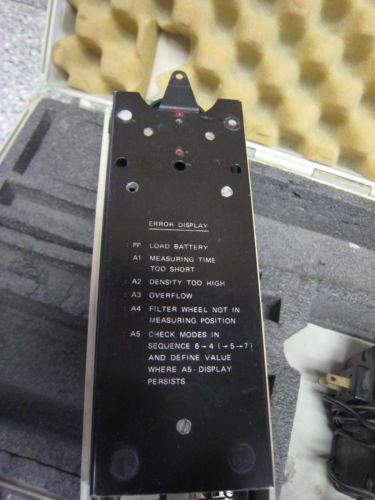 ERROR DISPLAY
: PP LOAD BATTERY
: A1 MEASURING TIME
TOO SHORT
: A2 DENSITY TOO HIGH
: A3 OVERFLOW
: A4 FILTER WHEEL NOT IN
MEASURING POSITION
: A5 CHECK MODES IN
SEQUENCE 6→4 (→5→7)
AND DEFINE VALUE
WHERE A5-DISPLAY
PERSISTS